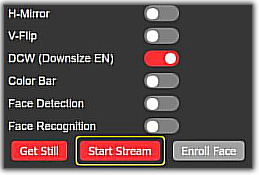 H-Mirror
V-Flip
DCW (Downsize EN)
Color Bar
Face Detection
Face Recognition
Get Still Start Stream Enroll Face